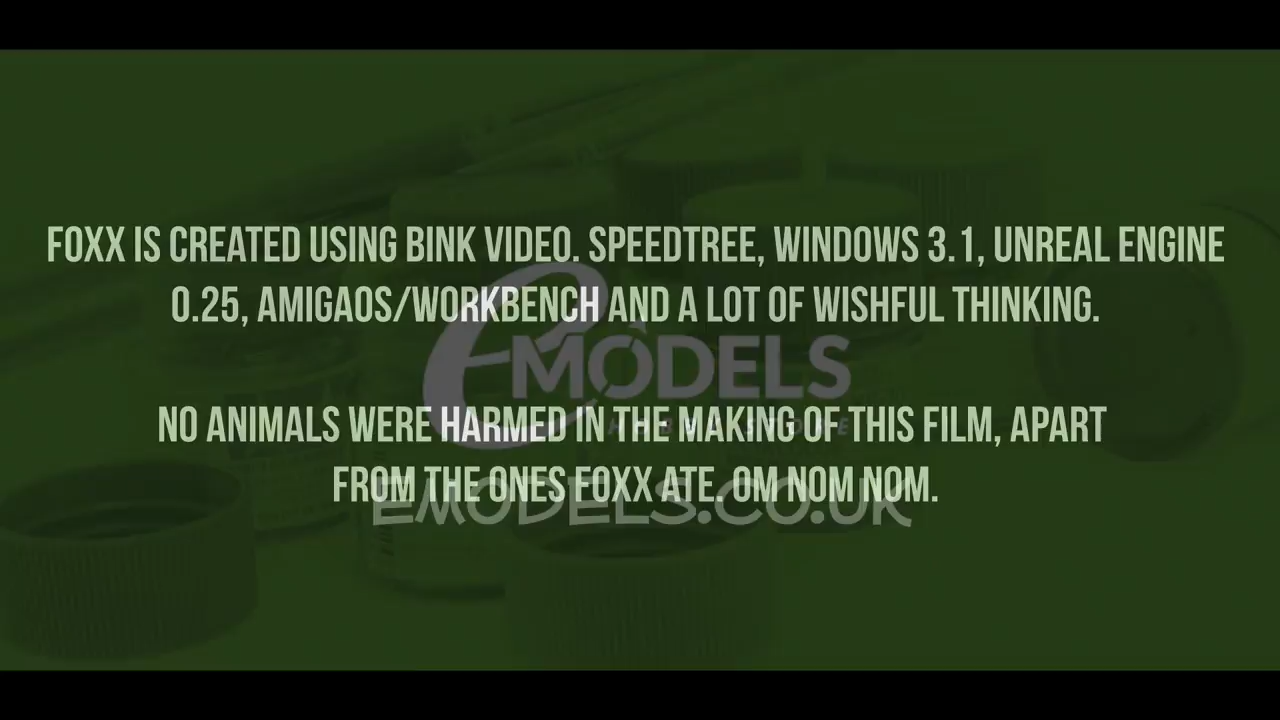 FOXX IS CREATED USING BINK VIDEO. SPEEDTREE, WINDOWS 3.1, UNREAL ENGINE
0.25, AMIGAOS/WORKBENCH AND A LOT OF WISHFUL THINKING.
eMODELS
NO ANIMALS WERE HARMED IN THE MAKING OF THIS FILM, APART
FROM THE ONES FOXX ATE. OM NOM NOM.
EMODELS.CO.UK